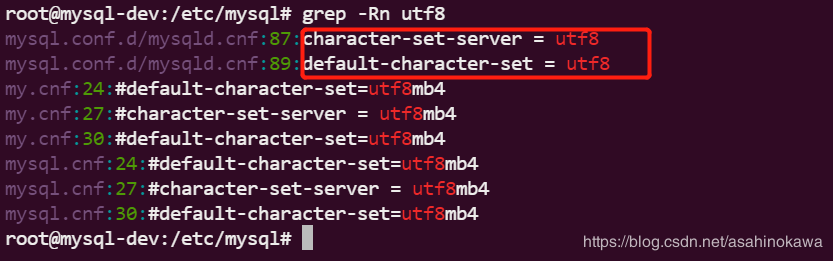 root@mysql-dev:/etc/mysql# grep -Rn utf8
mysql.conf.d/mysqld.cnf:87:character-set-server = utf8
mysql.conf.d/mysqld.cnf:89:default-character-set = utf8
my.cnf:24:#default-character-set=utf8mb4
my.cnf:27:#character-set-server = utf8mb4
my.cnf:30:#default-character-set=utf8mb4
mysql.cnf:24:#default-character-set=utf8mb4
mysql.cnf:27:#character-set-server = utf8mb4
mysql.cnf:30:#default-character-set=utf8mb4
root@mysql-dev:/etc/mysql#
https://blog.csdn.net/asahinokawa